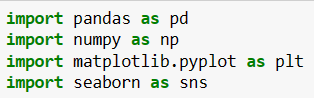 import pandas as pd
import numpy as np
import matplotlib.pyplot as plt
import seaborn as sns